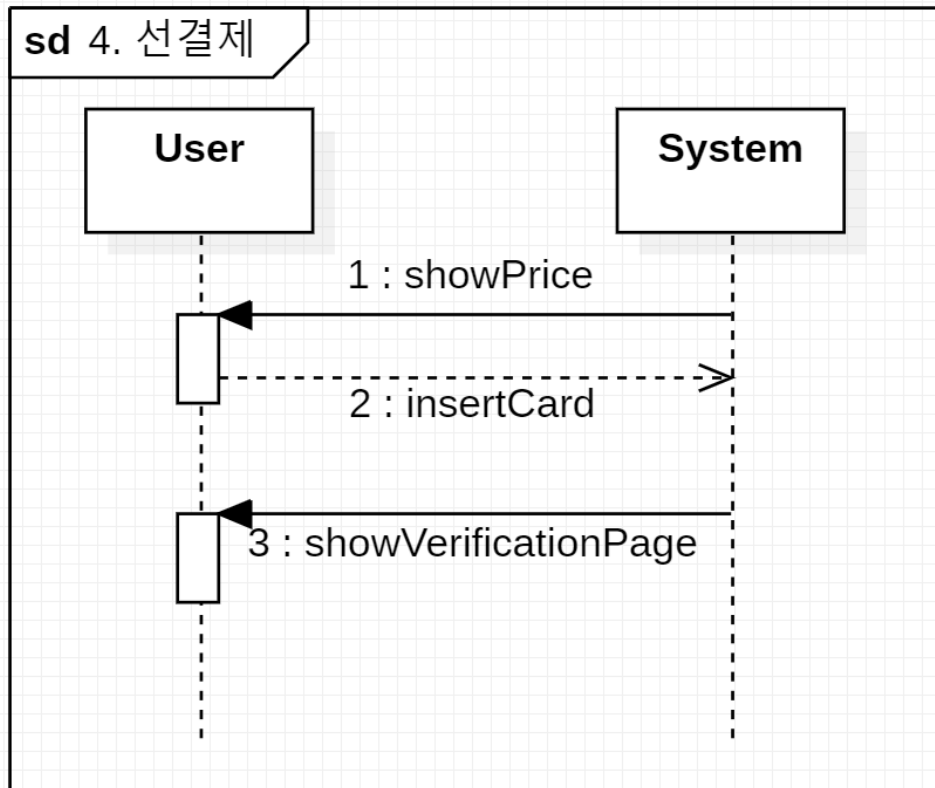 sd 4. 선결제
User
System
1 : showPrice
2 : insertCard
3 : showVerificationPage